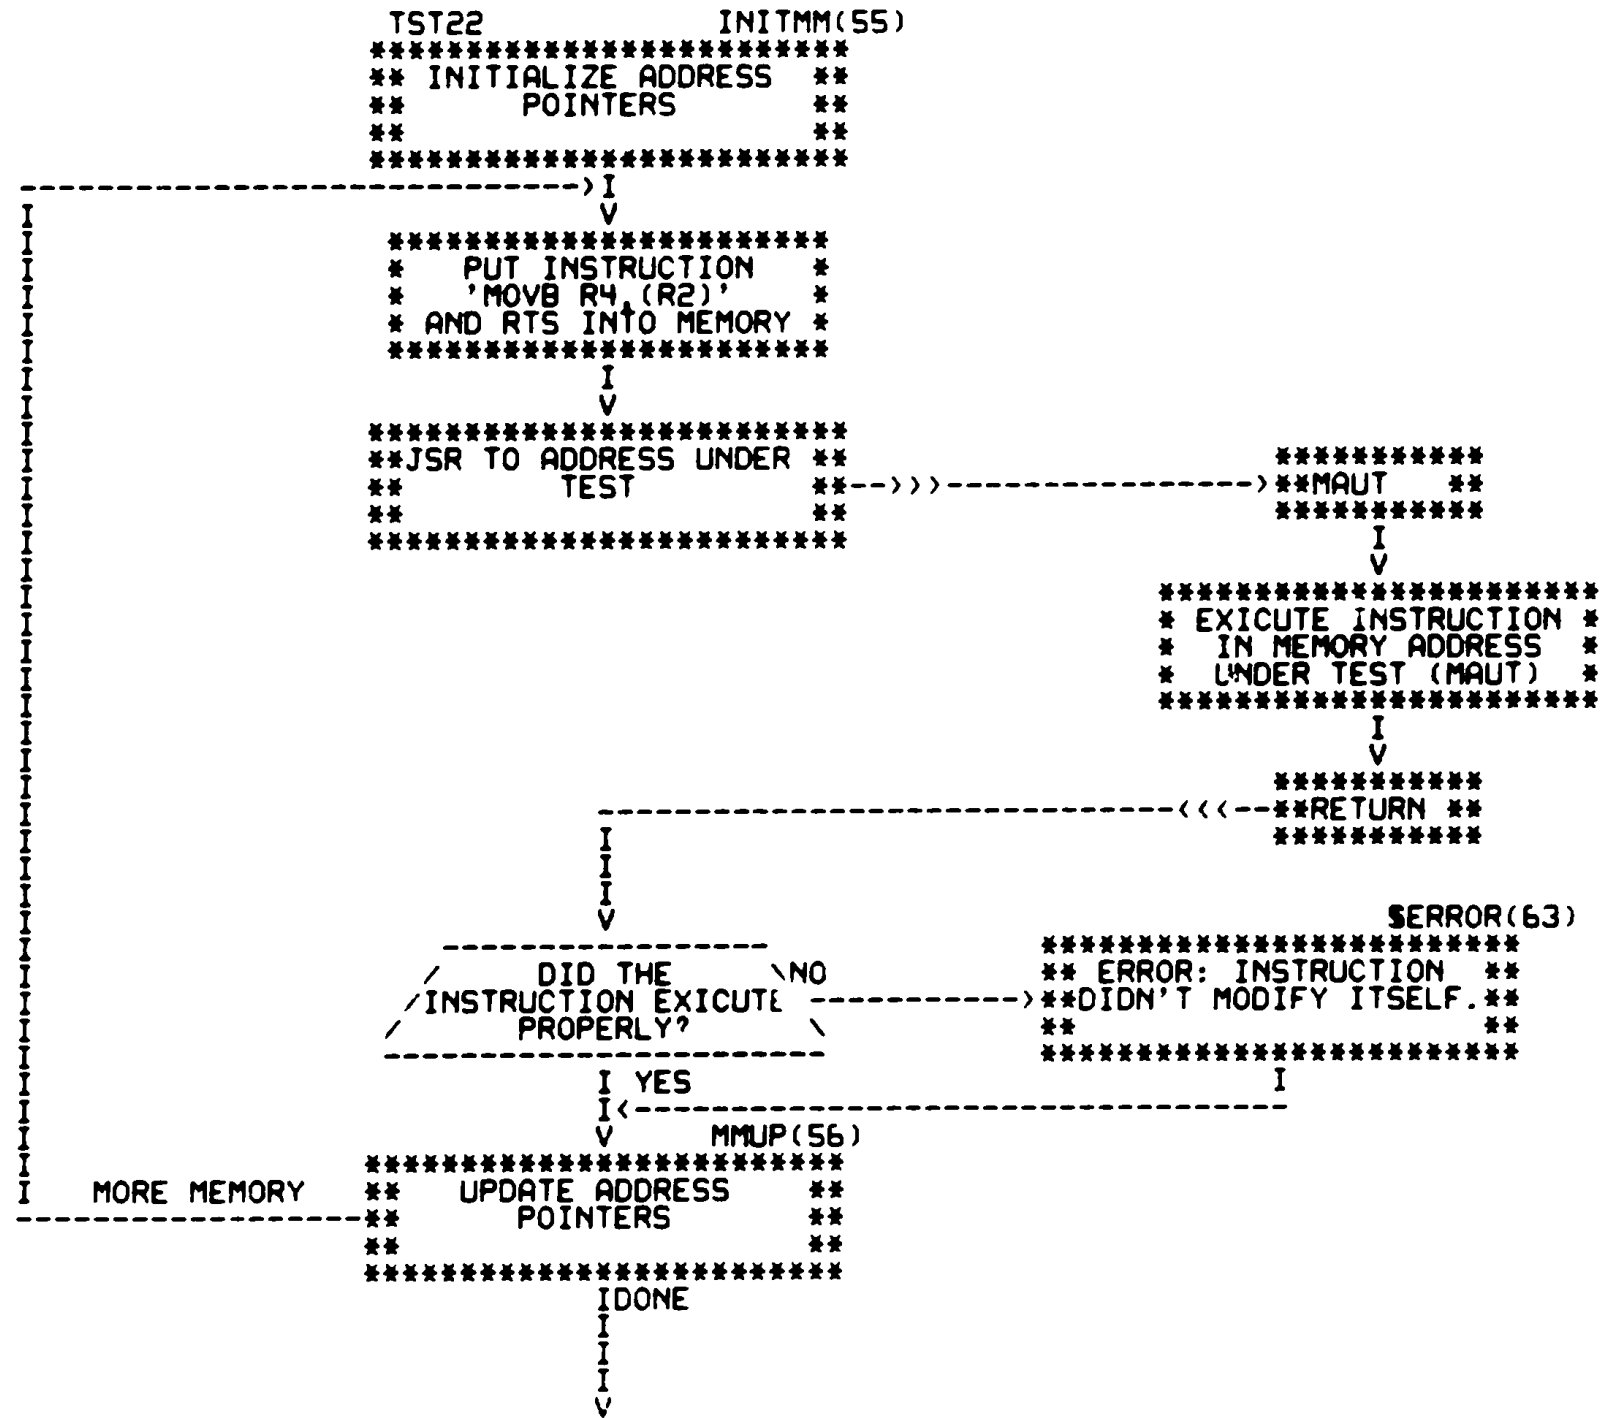 TST22 INITMM(55)
INITIALIZE ADDRESS
POINTERS
PUT INSTRUCTION
'MOVB R4,(R2)'
AND RTS INTO MEMORY
JSR TO ADDRESS UNDER
TEST
MAUT
EXICUTE INSTRUCTION
IN MEMORY ADDRESS
UNDER TEST (MAUT)
RETURN
DID THE
INSTRUCTION EXICUTE
PROPERLY?
NO
$ERROR(63)
ERROR: INSTRUCTION
DIDN'T MODIFY ITSELF.
YES
MMUP(56)
UPDATE ADDRESS
POINTERS
MORE MEMORY
DONE